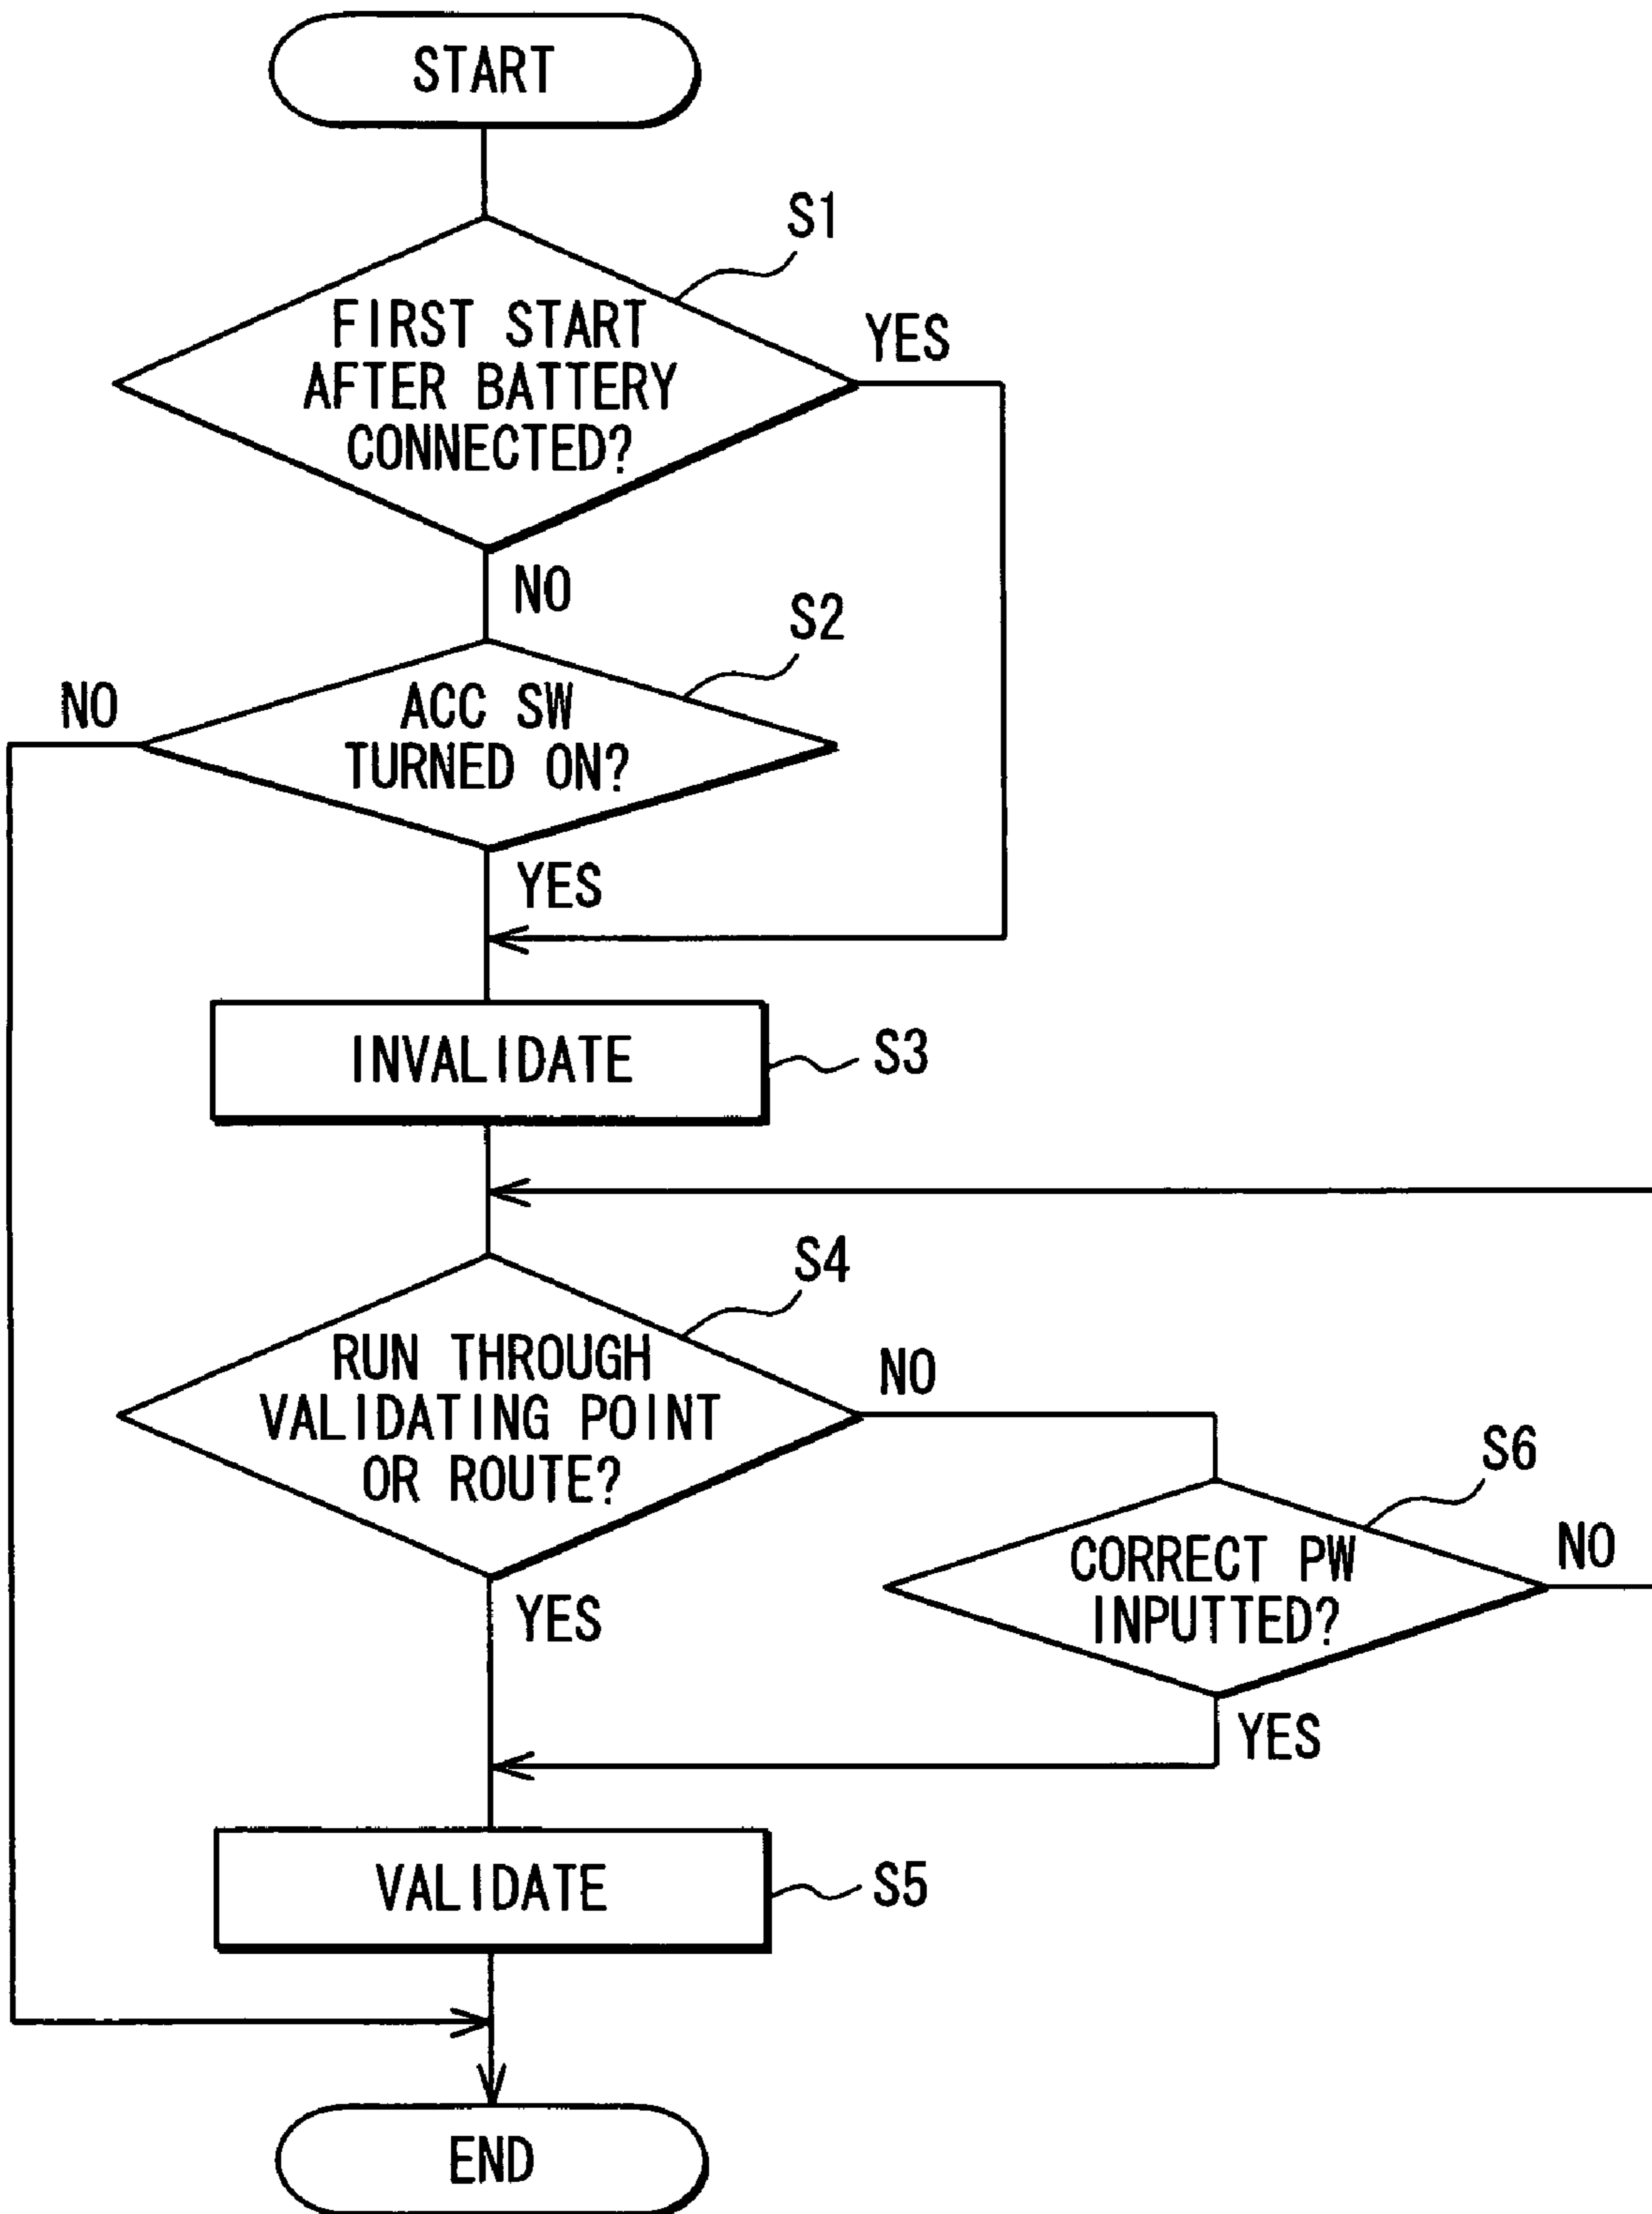 START
S1
FIRST START
AFTER BATTERY
CONNECTED?
YES
NO
S2
ACC SW
TURNED ON?
NO
YES
INVALIDATE
S3
S4
RUN THROUGH
VALIDATING POINT
OR ROUTE?
NO
S6
CORRECT PW
INPUTTED?
NO
YES
YES
VALIDATE
S5
END